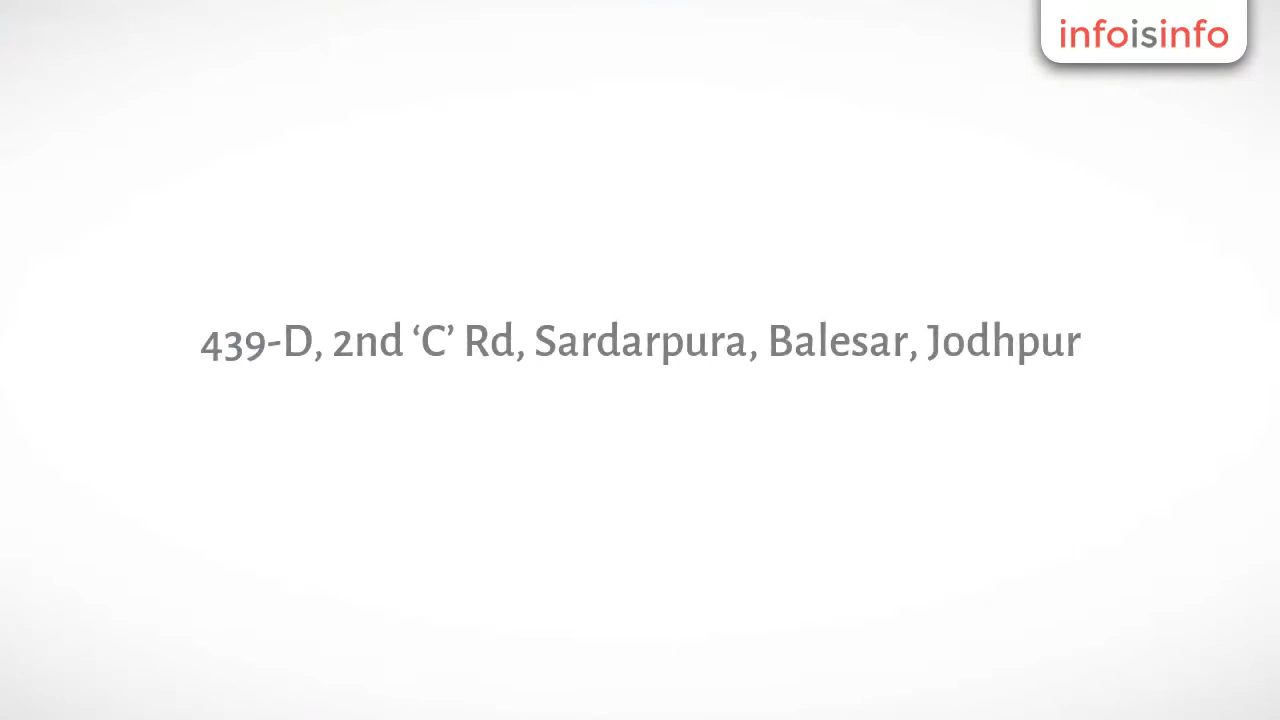 infoisinfo
439-D, 2nd ‘C’ Rd, Sardarpura, Balesar, Jodhpur